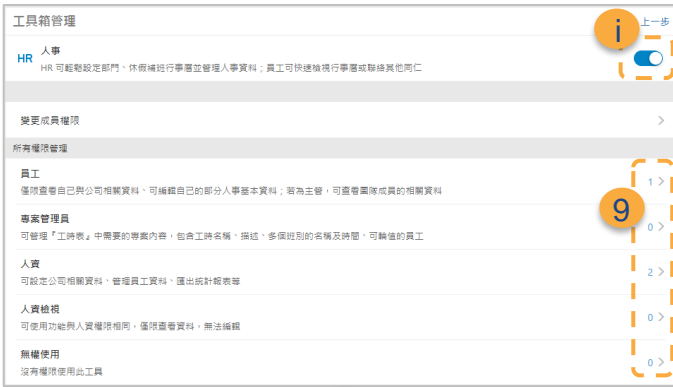 工具箱管理
上一步
i
HR 人事
HR 可輕鬆設定部門、休假補班行事曆並管理人事資料；員工可快速檢視行事曆或聯絡其他同仁
變更成員權限
所有權限管理
員工
僅限查看自己與公司相關資料、可編輯自己的部分人事基本資料；若為主管，可查看團隊成員的相關資料
1
9
專案管理員
可管理『工時表』中需要的專案內容，包含工時名稱、描述、多個班別的名稱及時間、可輪值的員工
0
人資
可設定公司相關資料、管理員工資料、匯出統計報表等
2
人資檢視
可使用功能與人資權限相同，僅限查看資料，無法編輯
0
無權使用
沒有權限使用此工具
0